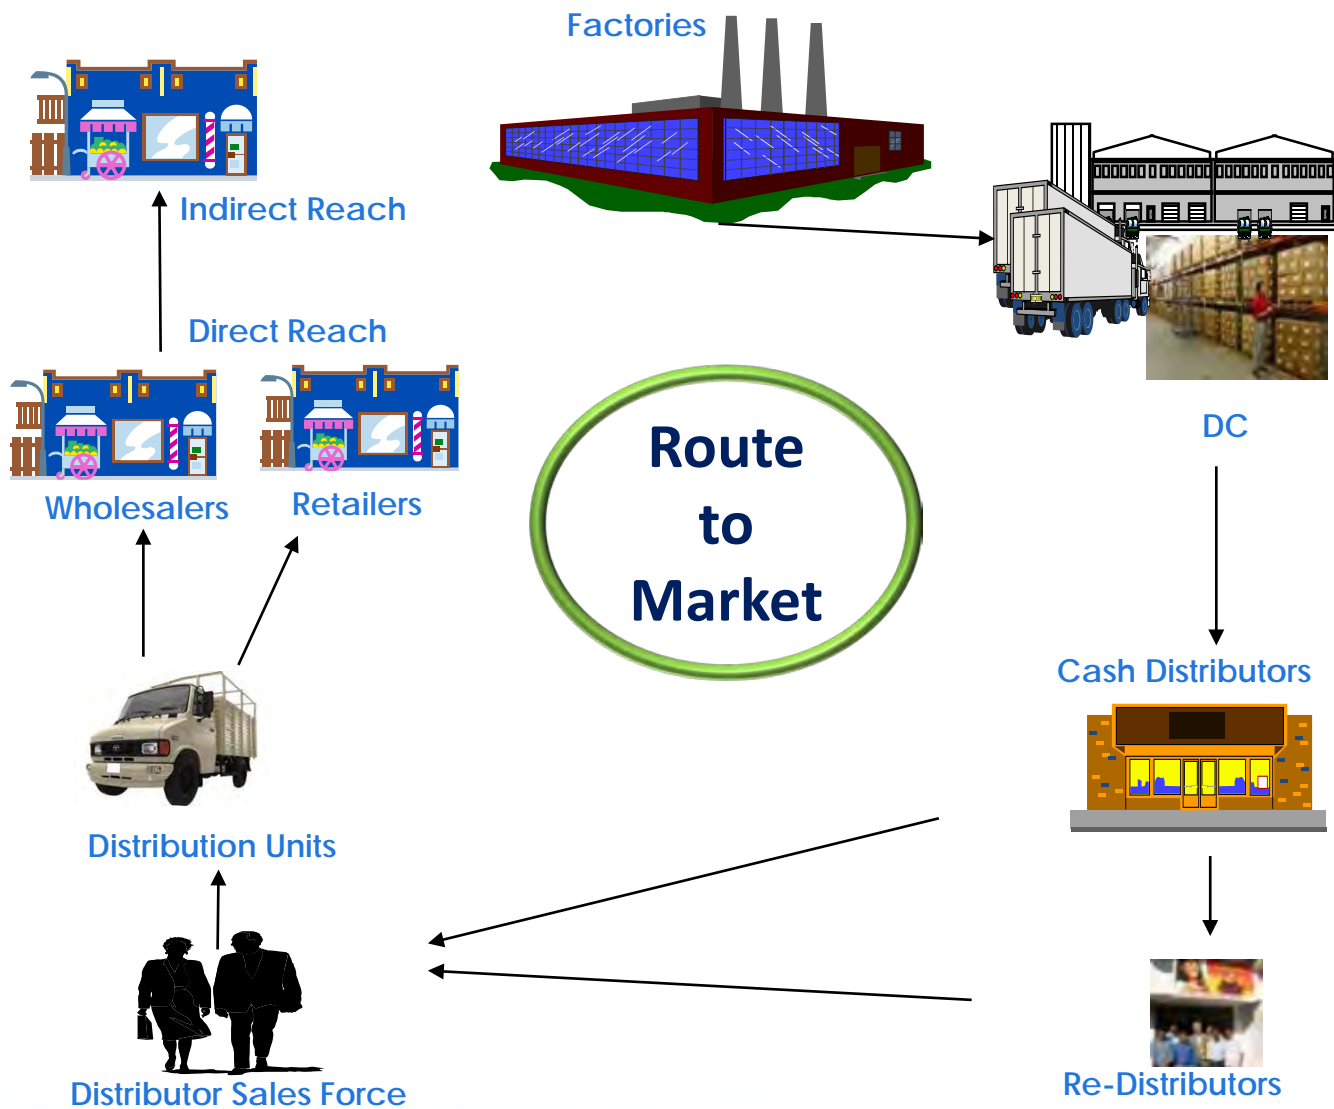 Factories
Indirect Reach
Direct Reach
Wholesalers
Retailers
Route
to
Market
DC
Cash Distributors
Distribution Units
Distributor Sales Force
Re-Distributors